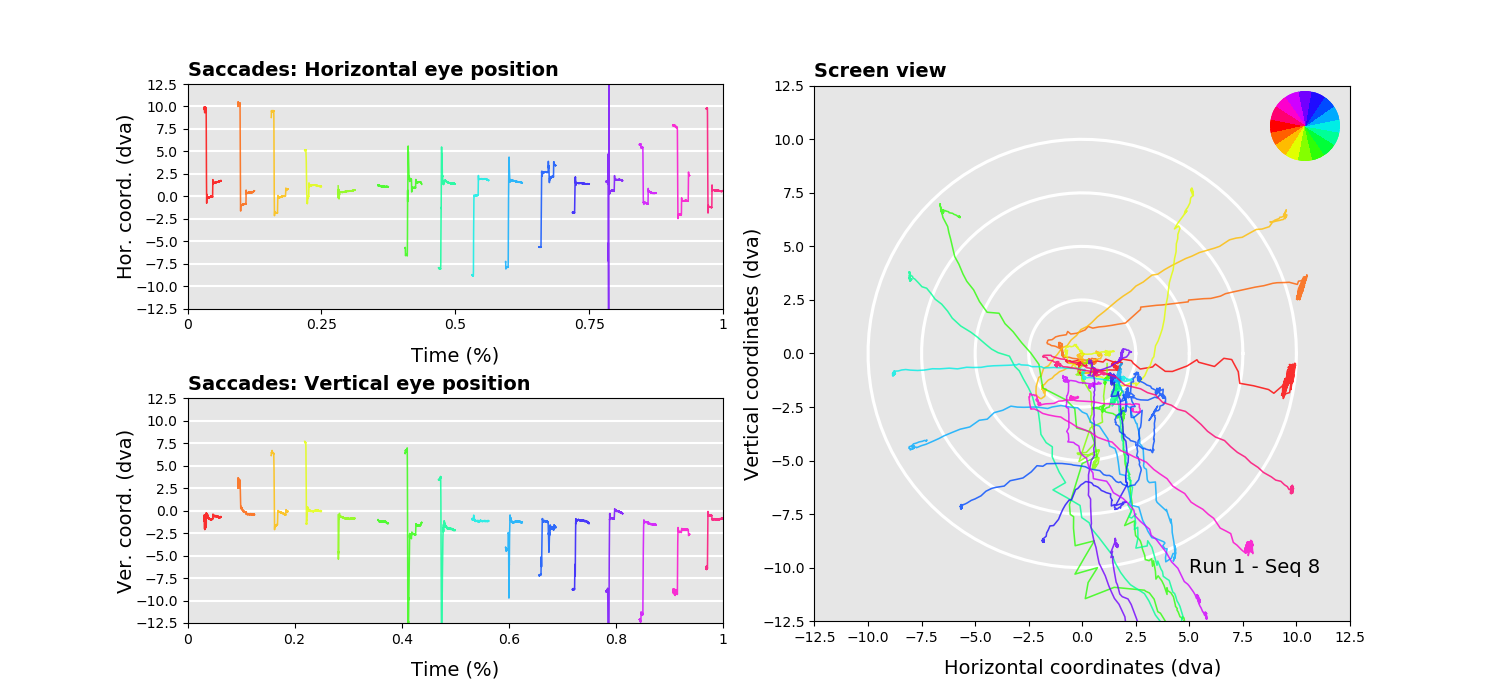 Saccades: Horizontal eye position
Hor. coord. (dva)
12.5
10.0
7.5
5.0
2.5
0.0
−2.5
−5.0
−7.5
−10.0
−12.5
0 0.25 0.5 0.75 1
Time (%)
Saccades: Vertical eye position
Ver. coord. (dva)
12.5
10.0
7.5
5.0
2.5
0.0
−2.5
−5.0
−7.5
−10.0
−12.5
0 0.2 0.4 0.6 0.8 1
Time (%)
Screen view
Vertical coordinates (dva)
12.5
10.0
7.5
5.0
2.5
0.0
−2.5
−5.0
−7.5
−10.0
−12.5
Run 1 - Seq 8
−12.5 −10.0 −7.5 −5.0 −2.5 0.0 2.5 5.0 7.5 10.0 12.5
Horizontal coordinates (dva)